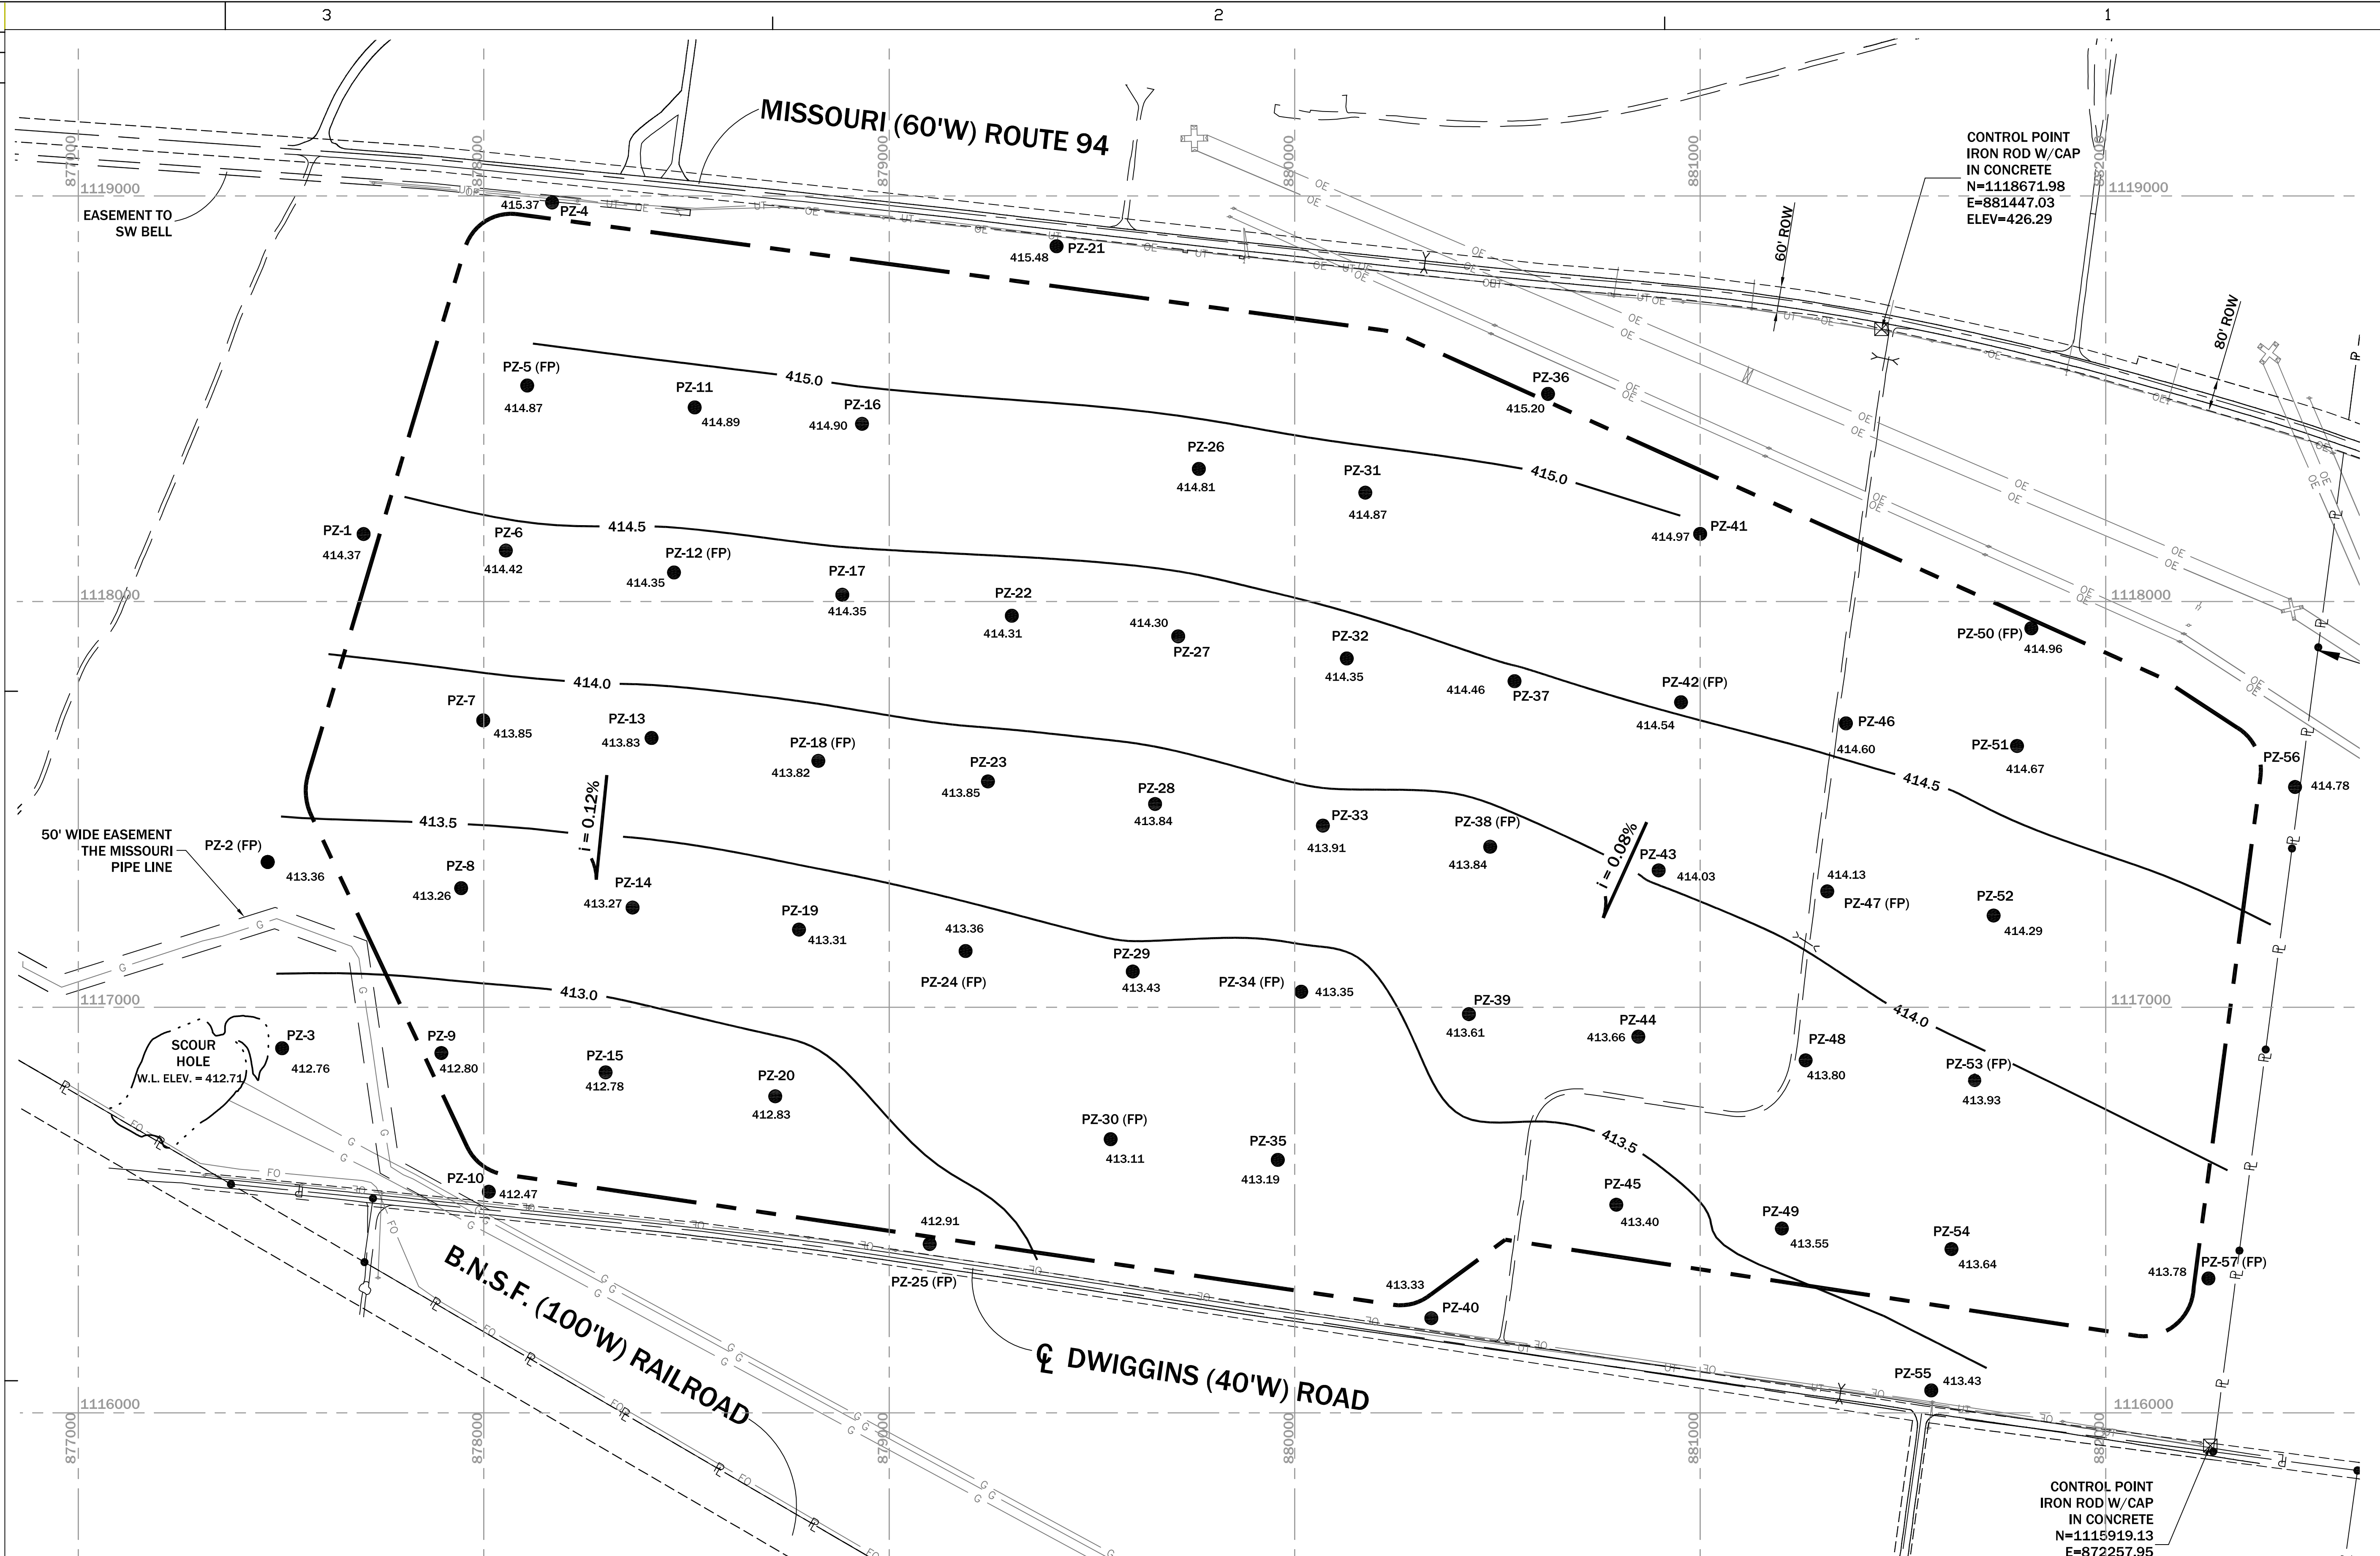 3
2
1
MISSOURI (60'W) ROUTE 94
CONTROL POINT
IRON ROD W/CAP
IN CONCRETE
N=1118671.98
E=881447.03
ELEV=426.29
877000
878000
879000
880000
881000
882000
1119000
1119000
EASEMENT TO
SW BELL
415.37
PZ-4
415.48
PZ-21
60' ROW
80' ROW
PZ-5 (FP)
414.87
PZ-11
414.89
PZ-16
414.90
415.0
PZ-36
415.20
PZ-26
414.81
PZ-31
414.87
415.0
PZ-41
414.97
PZ-1
414.37
414.5
PZ-6
414.42
PZ-12 (FP)
414.35
PZ-17
414.35
PZ-22
414.31
414.30
PZ-27
PZ-32
414.35
1118000
1118000
PZ-50 (FP)
414.96
414.46
PZ-37
PZ-42 (FP)
414.54
PZ-46
414.60
PZ-51
414.67
PZ-56
414.78
414.0
PZ-7
413.85
PZ-13
413.83
PZ-18 (FP)
413.82
PZ-23
413.85
PZ-28
413.84
PZ-33
413.91
PZ-38 (FP)
413.84
414.5
i = 0.12%
i = 0.08%
50' WIDE EASEMENT
THE MISSOURI
PIPE LINE
PZ-2 (FP)
413.36
413.5
PZ-8
413.26
PZ-14
413.27
PZ-19
413.31
413.36
PZ-24 (FP)
PZ-29
413.43
PZ-34 (FP)
413.35
PZ-43
414.03
414.13
PZ-47 (FP)
PZ-52
414.29
413.0
1117000
1117000
PZ-39
413.61
PZ-44
413.66
414.0
PZ-48
413.80
PZ-53 (FP)
413.93
SCOUR
HOLE
W.L. ELEV. = 412.71
PZ-3
412.76
PZ-9
412.80
PZ-15
412.78
PZ-20
412.83
PZ-30 (FP)
413.11
PZ-35
413.19
413.5
PZ-10
412.47
412.91
PZ-25 (FP)
PZ-45
413.40
PZ-49
413.55
PZ-54
413.64
413.78
PZ-57 (FP)
413.33
PZ-40
PZ-55
413.43
B.N.S.F. (100'W) RAILROAD
℄ DWIGGINS (40'W) ROAD
1116000
1116000
877000
878000
879000
880000
881000
882000
CONTROL POINT
IRON ROD W/CAP
IN CONCRETE
N=1115919.13
E=872257.95